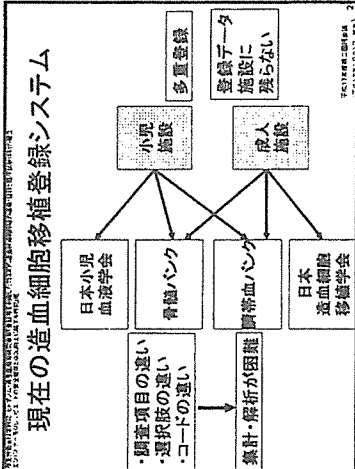 現在の造血細胞移植登録システム
・調査項目の違い
・選択肢の違い
・コードの違い
集計・解析が困難
日本小児
血液学会
骨髄バンク
臍帯血バンク
日本
造血細胞
移植学会
小児
施設
成人
施設
多重登録
登録データ
施設に
残らない
2